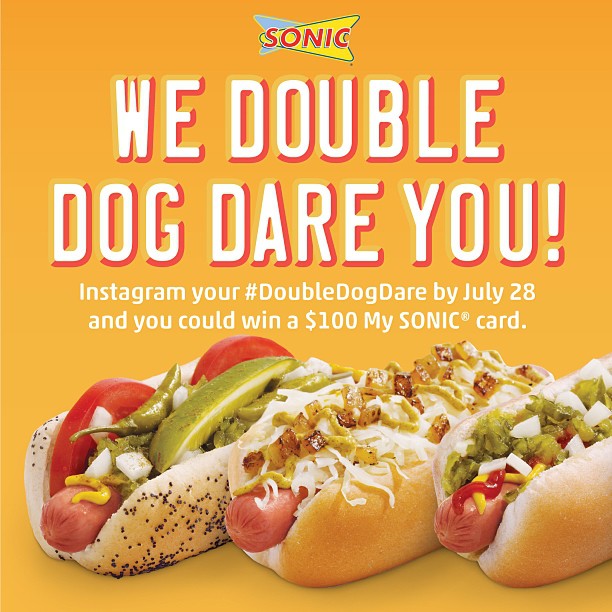 SONIC
WE DOUBLE
DOG DARE YOU!
Instagram your #DoubleDogDare by July 28
and you could win a $100 My SONIC® card.